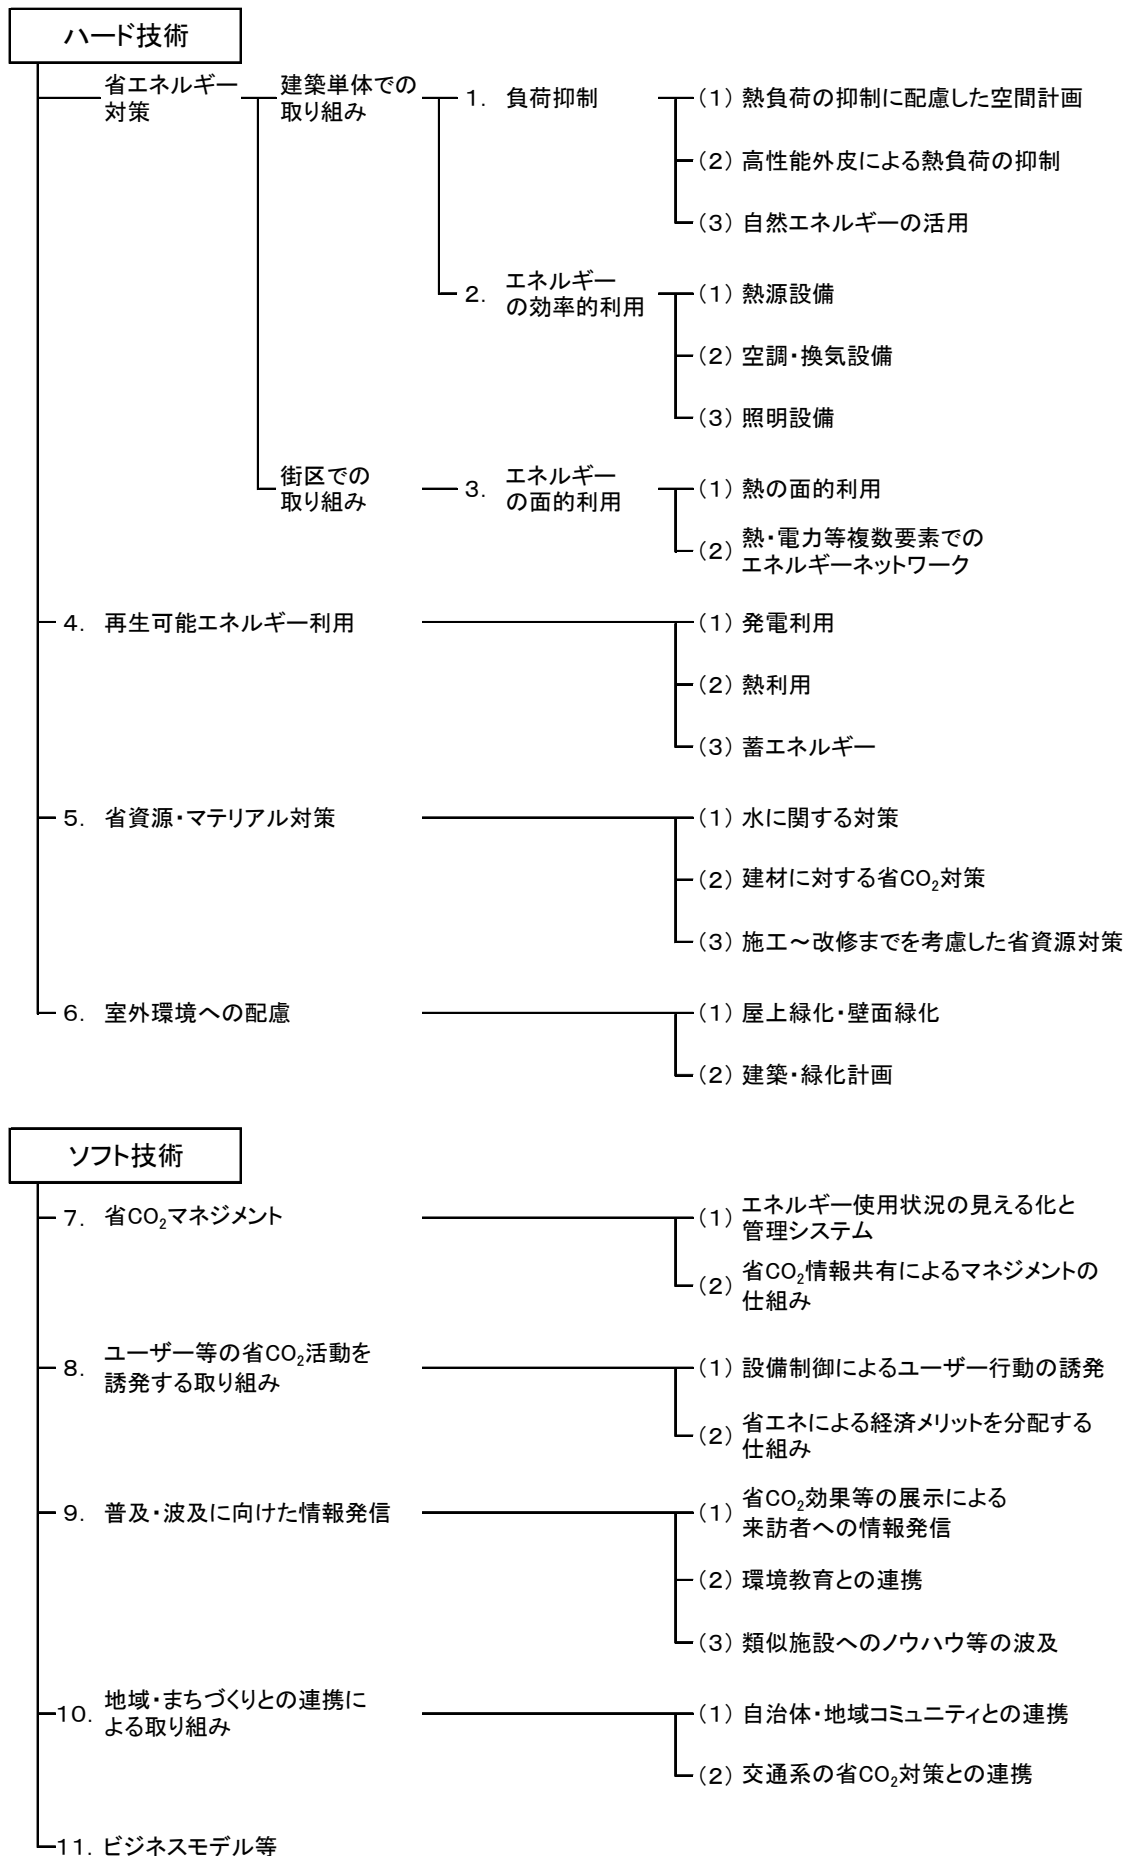 ハード技術
省エネルギー
対策
建築単体での
取り組み
1. 負荷抑制
(1) 熱負荷の抑制に配慮した空間計画
(2) 高性能外皮による熱負荷の抑制
(3) 自然エネルギーの活用
2. エネルギー
の効率的利用
(1) 熱源設備
(2) 空調・換気設備
(3) 照明設備
街区での
取り組み
3. エネルギー
の面的利用
(1) 熱の面的利用
(2) 熱・電力等複数要素での
エネルギーネットワーク
4. 再生可能エネルギー利用
(1) 発電利用
(2) 熱利用
(3) 蓄エネルギー
5. 省資源・マテリアル対策
(1) 水に関する対策
(2) 建材に対する省CO₂対策
(3) 施工～改修までを考慮した省資源対策
6. 室外環境への配慮
(1) 屋上緑化・壁面緑化
(2) 建築・緑化計画
ソフト技術
7. 省CO₂マネジメント
(1) エネルギー使用状況の見える化と
管理システム
(2) 省CO₂情報共有によるマネジメントの
仕組み
8. ユーザー等の省CO₂活動を
誘発する取り組み
(1) 設備制御によるユーザー行動の誘発
(2) 省エネによる経済メリットを分配する
仕組み
9. 普及・波及に向けた情報発信
(1) 省CO₂効果等の展示による
来訪者への情報発信
(2) 環境教育との連携
(3) 類似施設へのノウハウ等の波及
10. 地域・まちづくりとの連携に
よる取り組み
(1) 自治体・地域コミュニティとの連携
(2) 交通系の省CO₂対策との連携
11. ビジネスモデル等